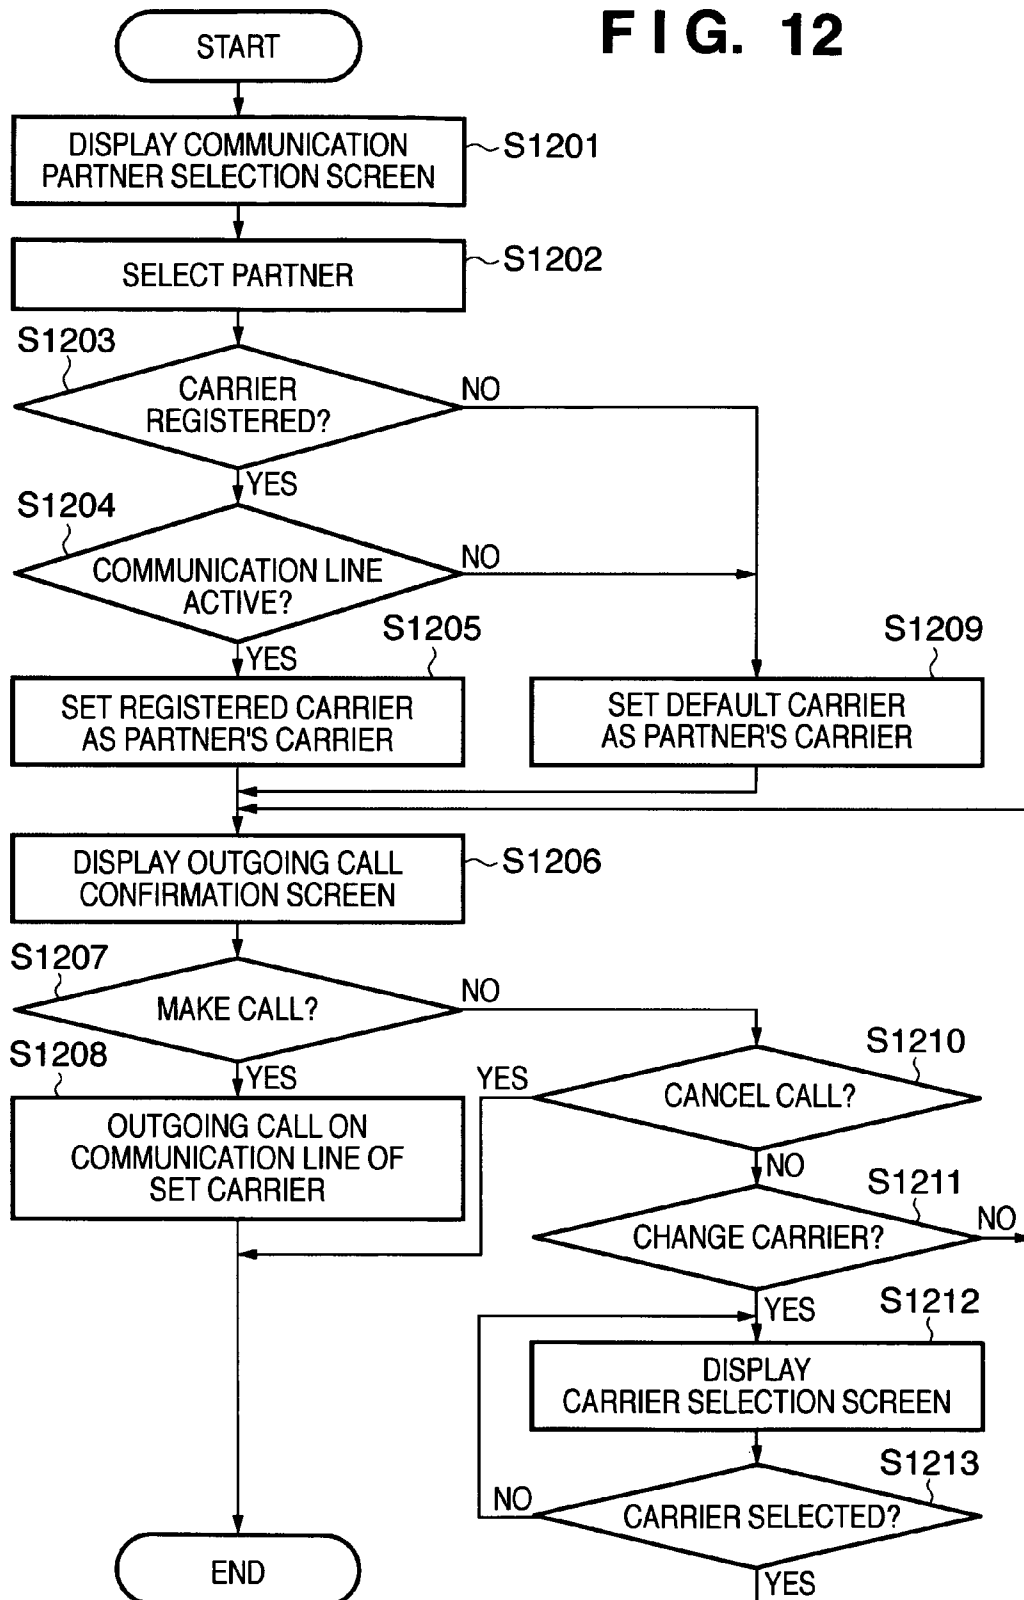 FIG. 12
START
DISPLAY COMMUNICATION
PARTNER SELECTION SCREEN
S1201
SELECT PARTNER
S1202
S1203
CARRIER
REGISTERED?
NO
YES
S1204
COMMUNICATION LINE
ACTIVE?
NO
YES
S1205
SET REGISTERED CARRIER
AS PARTNER'S CARRIER
S1209
SET DEFAULT CARRIER
AS PARTNER'S CARRIER
DISPLAY OUTGOING CALL
CONFIRMATION SCREEN
S1206
S1207
MAKE CALL?
NO
YES
S1208
OUTGOING CALL ON
COMMUNICATION LINE OF
SET CARRIER
S1210
CANCEL CALL?
YES
NO
S1211
CHANGE CARRIER?
NO
YES
S1212
DISPLAY
CARRIER SELECTION SCREEN
S1213
CARRIER SELECTED?
NO
YES
END